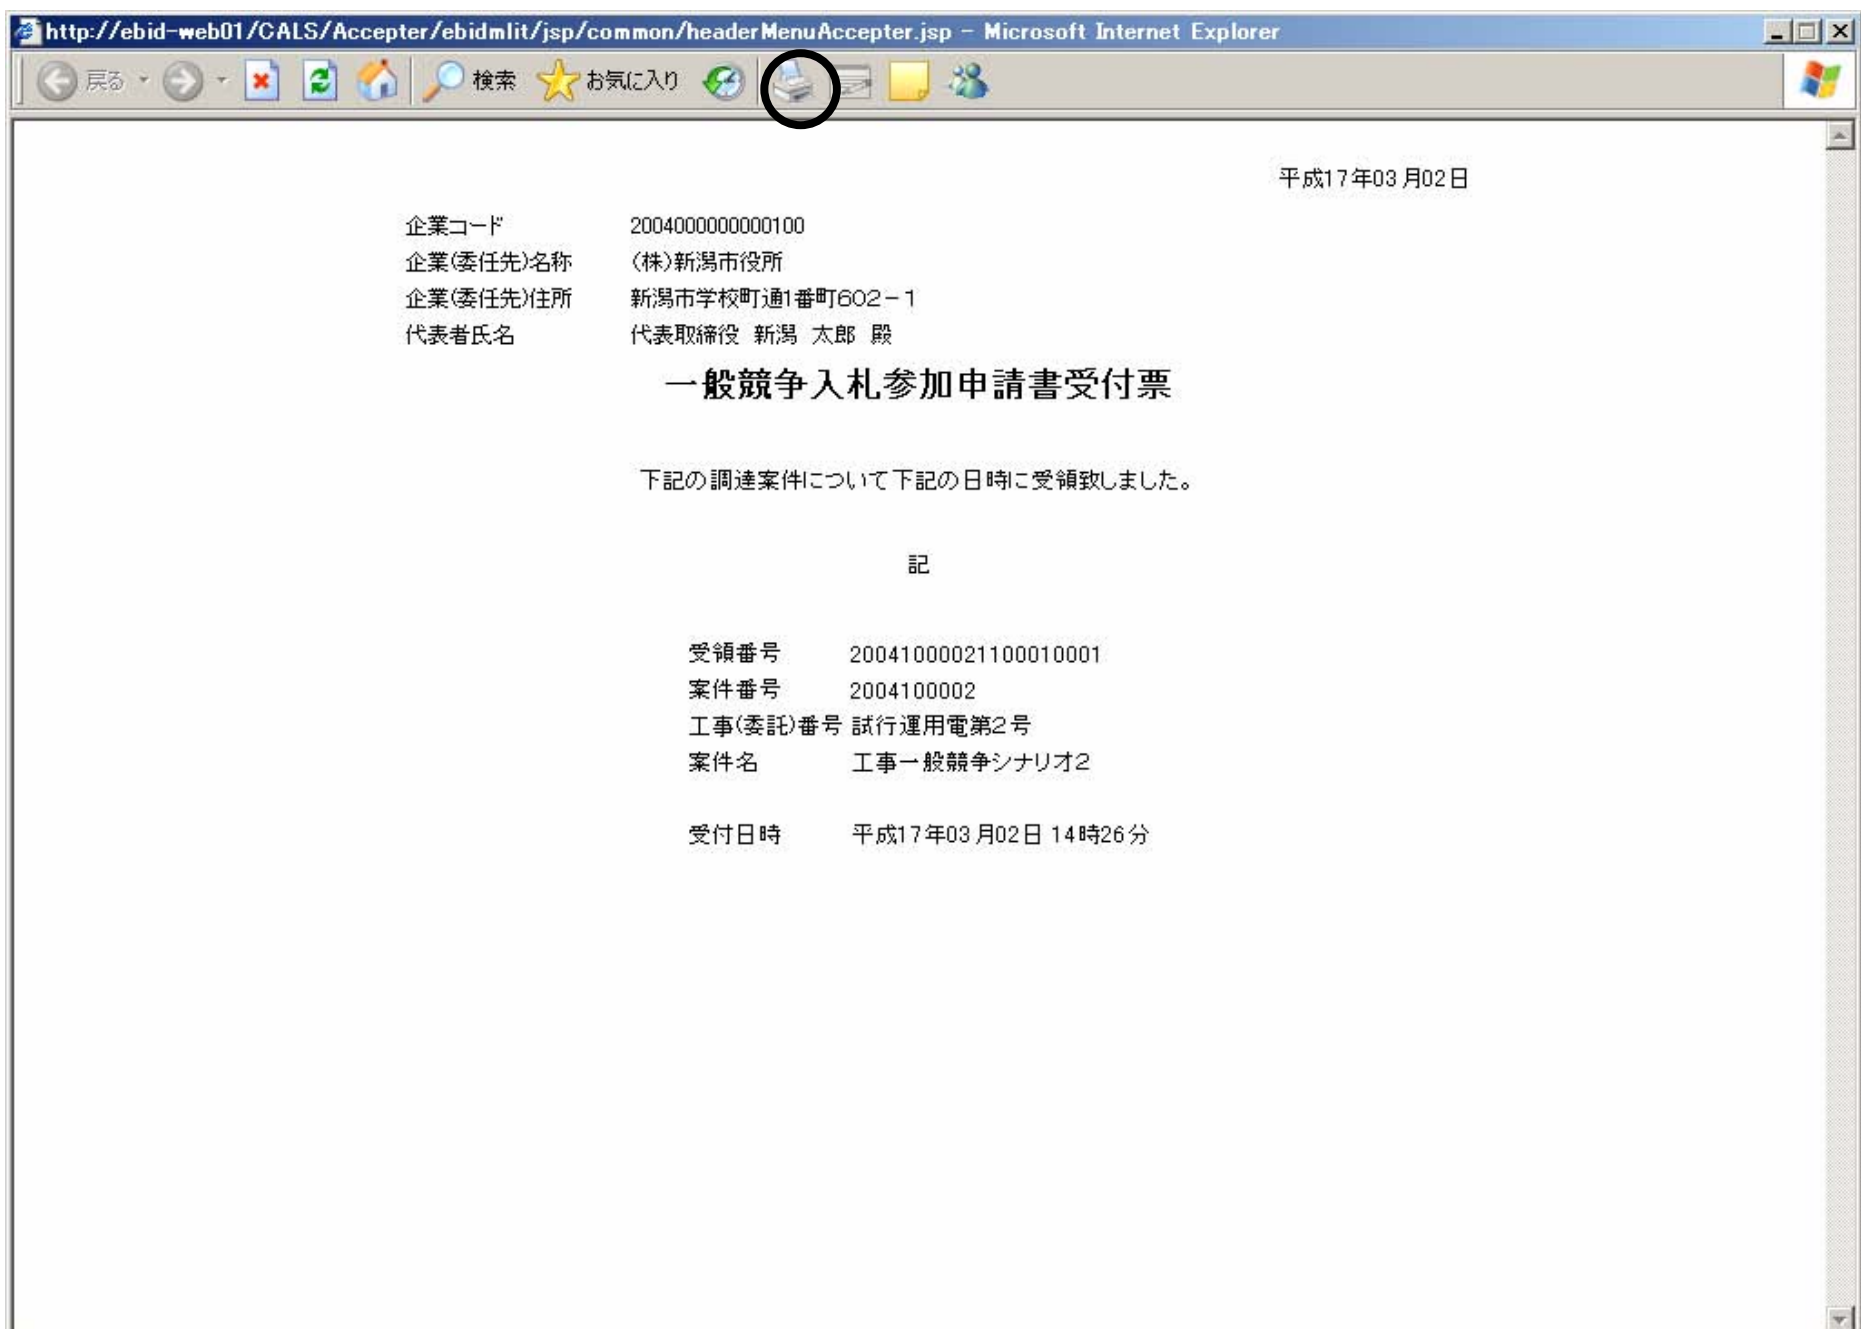 http://ebid-web01/CALS/Accepter/ebidmlit/jsp/common/headerMenuAccepter.jsp - Microsoft Internet Explorer
戻る 検索 お気に入り
平成17年03月02日
企業コード 2004000000000100
企業(委任先)名称 (株)新潟市役所
企業(委任先)住所 新潟市学校町通1番町602-1
代表者氏名 代表取締役 新潟 太郎 殿
一般競争入札参加申請書受付票
下記の調達案件について下記の日時に受領致しました。
記
受領番号 20041000021100010001
案件番号 2004100002
工事(委託)番号 試行運用電第2号
案件名 工事一般競争シナリオ2
受付日時 平成17年03月02日 14時26分